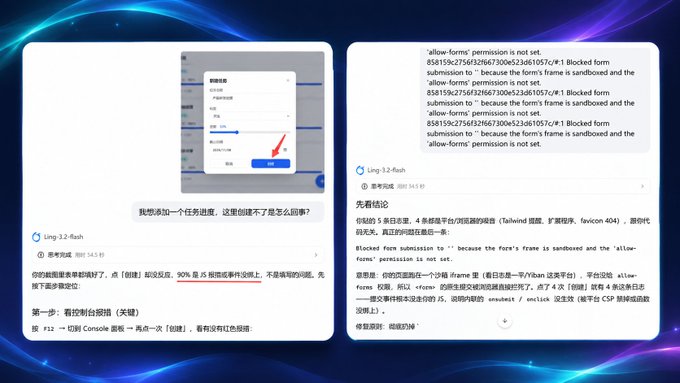 新建任务
取消
创建
我想添加一个任务进度，这里创建不了是怎么回事？
Ling-3.2-flash
思考完成 用时 54.5 秒
你的截图里表单都填好了，点「创建」却没反应，90% 是 JS 报错或事件没绑上，不是填写的问题。先
按下面步骤定位：
第一步：看控制台报错（关键）
按 F12 → 切到 Console 面板 → 再点一次「创建」，看有没有红色报错：
'allow-forms' permission is not set.
858159c2756f32f667300e523d61057c/#:1 Blocked form
submission to '' because the form's frame is sandboxed and the
'allow-forms' permission is not set.
858159c2756f32f667300e523d61057c/#:1 Blocked form
submission to '' because the form's frame is sandboxed and the
'allow-forms' permission is not set.
858159c2756f32f667300e523d61057c/#:1 Blocked form
submission to '' because the form's frame is sandboxed and the
'allow-forms' permission is not set.
Ling-3.2-flash
思考完成 用时 54.5 秒
先看结论
你贴的 5 条日志里，4 条都是平台/浏览器的噪音（Tailwind 提醒、扩展程序、favicon 404），跟你代
码无关。真正的问题在最后一条：
Blocked form submission to '' because the form's frame is sandboxed and the 'allow-
forms' permission is not set.
意思是：你的页面跑在一个沙箱 iframe 里（看日志是一平/Yiban 这类平台），平台没给 allow-
forms 权限，所以 <form> 的原生提交被浏览器直接拦死了。点了 4 次「创建」就有 4 条这条日志
——提交事件根本没走你的 JS，说明内联的 onsubmit / onclick 没生效（被平台 CSP 禁掉或函数
没绑上）。
修复原则：彻底扔掉 `